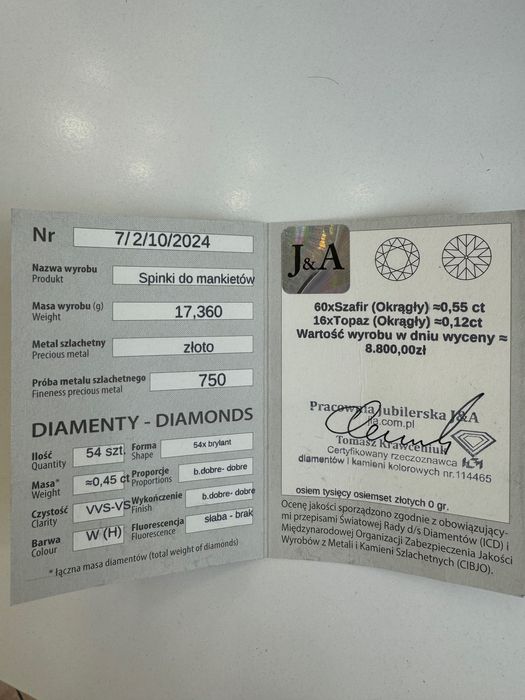 Nr 7/2/10/2024
Nazwa wyrobu
Produkt
Spinki do mankietów
Masa wyrobu (g)
Weight
17,360
Metal szlachetny
Precious metal
złoto
Próba metalu szlachetnego
Fineness precious metal
750
DIAMENTY - DIAMONDS
Ilość
Quantity
54 szt.
Forma
Shape
54x brylant
Masa*
Weight
≈0,45 ct
Proporcje
Proportions
b.dobre- dobre
Czystość
Clarity
VVS-VS
Wykończenie
Finish
b.dobre- dobre
Barwa
Colour
W (H)
Fluorescencja
Fluorescence
słaba - brak
* łączna masa diamentów (total weight of diamonds)
J&A
60xSzafir (Okrągły) ≈0,55 ct
16xTopaz (Okrągły) ≈0,12ct
Wartość wyrobu w dniu wyceny ≈
8.800,00zł
Pracownia Jubilerska J&A
jja.com.pl
Tomasz Krawceniuk
Certyfikowany rzeczoznawca
diamentów i kamieni kolorowych nr.114465
osiem tysięcy osiemset złotych 0 gr.
Ocenę jakości sporządzono zgodnie z obowiązujący-
mi przepisami Światowej Rady d/s Diamentów (ICD) i
Międzynarodowej Organizacji Zabezpieczenia Jakości
Wyrobów z Metali i Kamieni Szlachetnych (CIBJO).